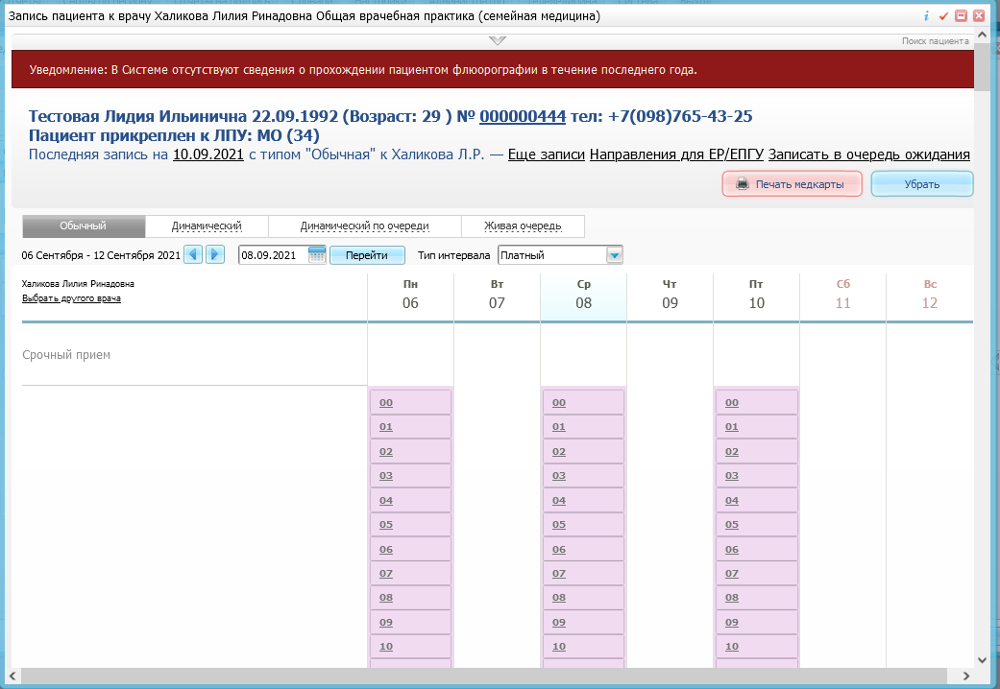 Запись пациента к врачу Халикова Лилия Ринадовна Общая врачебная практика (семейная медицина)
Поиск пациента
Уведомление: В Системе отсутствуют сведения о прохождении пациентом флюорографии в течение последнего года.
Тестовая Лидия Ильинична 22.09.1992 (Возраст: 29 ) № 000000444 тел: +7(098)765-43-25
Пациент прикреплен к ЛПУ: МО (34)
Последняя запись на 10.09.2021 с типом "Обычная" к Халикова Л.Р. — Еще записи Направления для ЕР/ЕПГУ Записать в очередь ожидания
Печать медкарты Убрать
Обычный Динамический Динамический по очереди Живая очередь
06 Сентября - 12 Сентября 2021 08.09.2021 Перейти Тип интервала Платный
Халикова Лилия Ринадовна
Выбрать другого врача
Пн Вт Ср Чт Пт Сб Вс
06 07 08 09 10 11 12
Срочный прием
00 00 00
01 01 01
02 02 02
03 03 03
04 04 04
05 05 05
06 06 06
07 07 07
08 08 08
09 09 09
10 10 10